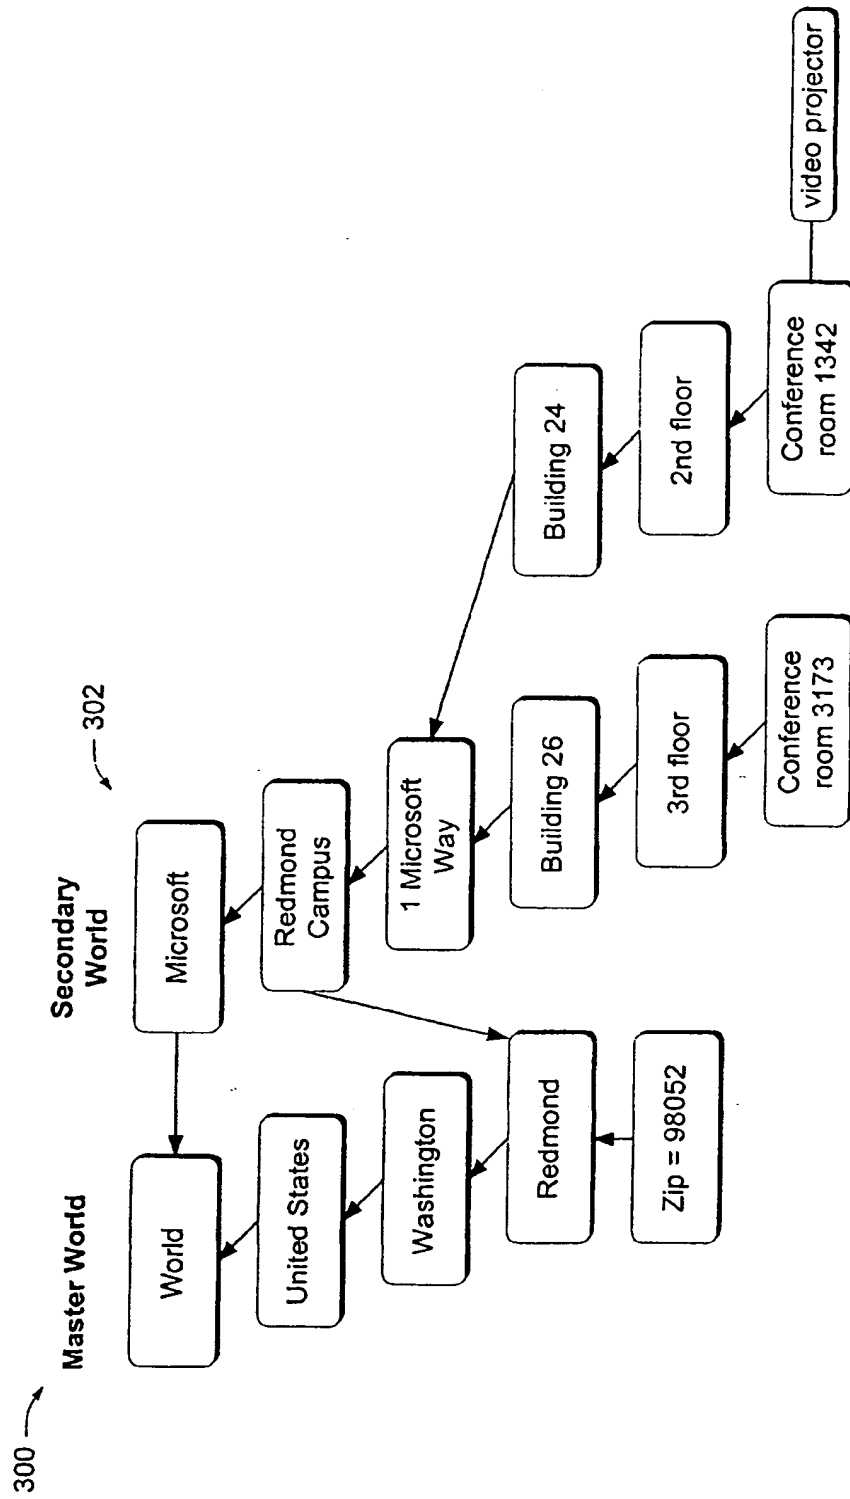 300
Master World
Secondary
World
302
World
Microsoft
United States
Redmond
Campus
Washington
1 Microsoft
Way
Redmond
Building 26
Building 24
Zip = 98052
3rd floor
2nd floor
Conference
room 3173
Conference
room 1342
video projector